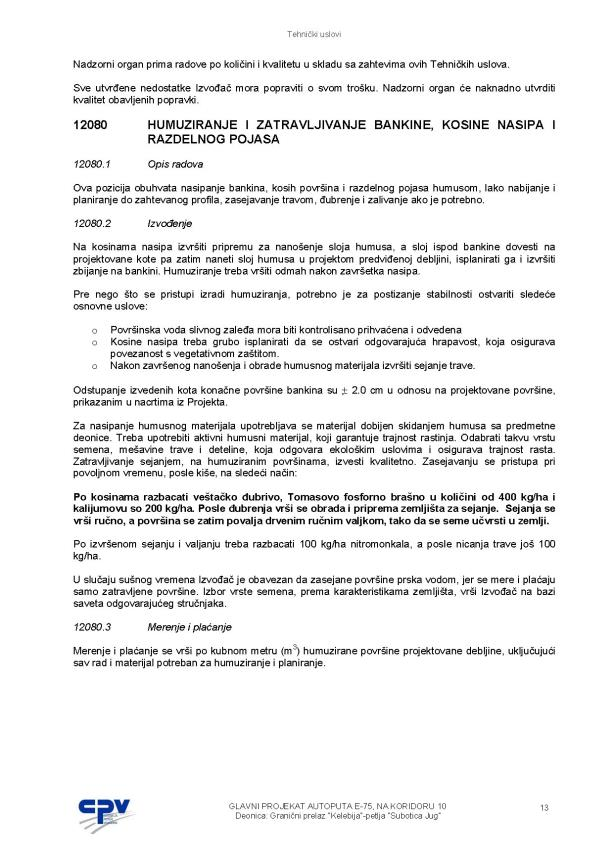 Tehnički uslovi
Nadzorni organ prima radove po količini i kvalitetu u skladu sa zahtevima ovih Tehničkih uslova.
Sve utvrđene nedostatke Izvođač mora popraviti o svom trošku. Nadzorni organ će naknadno utvrditi
kvalitet obavljenih popravki.
12080 HUMUZIRANJE I ZATRAVLJIVANJE BANKINE, KOSINE NASIPA I
RAZDELNOG POJASA
12080.1 Opis radova
Ova pozicija obuhvata nasipanje bankina, kosih površina i razdelnog pojasa humusom, lako nabijanje i
planiranje do zahtevanog profila, zasejavanje travom, đubrenje i zalivanje ako je potrebno.
12080.2 Izvođenje
Na kosinama nasipa izvršiti pripremu za nanošenje sloja humusa, a sloj ispod bankine dovesti na
projektovane kote pa zatim naneti sloj humusa u projektom predviđenoj debljini, isplanirati ga i izvršiti
zbijanje na bankini. Humuziranje treba vršiti odmah nakon završetka nasipa.
Pre nego što se pristupi izradi humuziranja, potrebno je za postizanje stabilnosti ostvariti sledeće
osnovne uslove:
o Površinska voda slivnog zaleđa mora biti kontrolisano prihvaćena i odvedena
o Kosine nasipa treba grubo isplanirati da se ostvari odgovarajuća hrapavost, koja osigurava
povezanost s vegetativnom zaštitom.
o Nakon završenog nanošenja i obrade humusnog materijala izvršiti sejanje trave.
Odstupanje izvedenih kota konačne površine bankina su ± 2.0 cm u odnosu na projektovane površine,
prikazanim u nacrtima iz Projekta.
Za nasipanje humusnog materijala upotrebljava se materijal dobijen skidanjem humusa sa predmetne
deonice. Treba upotrebiti aktivni humusni materijal, koji garantuje trajnost rastinja. Odabrati takvu vrstu
semena, mešavine trave i deteline, koja odgovara ekološkim uslovima i osigurava trajnost rasta.
Zatravljivanje sejanjem, na humuziranim površinama, izvesti kvalitetno. Zasejavanju se pristupa pri
povoljnom vremenu, posle kiše, na sledeći način:
Po kosinama razbacati veštačko đubrivo, Tomasovo fosforno brašno u količini od 400 kg/ha i
kalijumovu so 200 kg/ha. Posle đubrenja vrši se obrada i priprema zemljišta za sejanje. Sejanja se
vrši ručno, a površina se zatim povalja drvenim ručnim valjkom, tako da se seme učvrsti u zemlji.
Po izvršenom sejanju i valjanju treba razbacati 100 kg/ha nitromonkala, a posle nicanja trave još 100
kg/ha.
U slučaju sušnog vremena Izvođač je obavezan da zasejane površine prska vodom, jer se mere i plaćaju
samo zatravljene površine. Izbor vrste semena, prema karakteristikama zemljišta, vrši Izvođač na bazi
saveta odgovarajućeg stručnjaka.
12080.3 Merenje i plaćanje
Merenje i plaćanje se vrši po kubnom metru (m³) humuzirane površine projektovane debljine, uključujući
sav rad i materijal potreban za humuziranje i planiranje.
CPV
GLAVNI PROJEKAT AUTOPUTA E-75, NA KORIDORU 10
Deonica: Granični prelaz "Kelebija"-petlja "Subotica Jug"
13